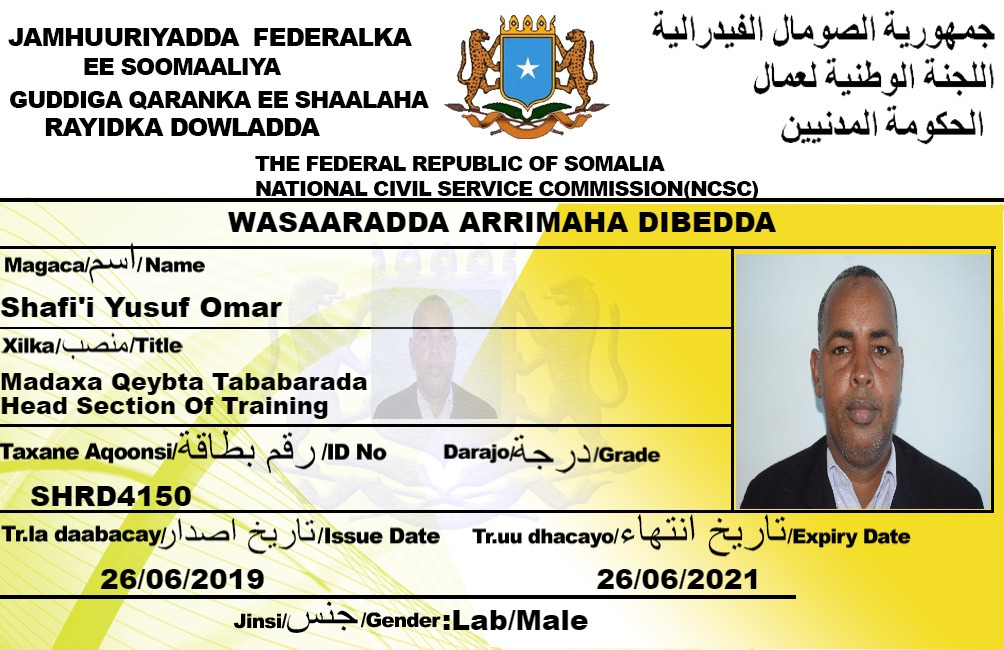 JAMHUURIYADDA FEDERALKA
EE SOOMAALIYA
GUDDIGA QARANKA EE SHAALAHA
RAYIDKA DOWLADDA
جمهورية الصومال الفيدرالية
اللجنة الوطنية لعمال
الحكومة المدنيين
THE FEDERAL REPUBLIC OF SOMALIA
NATIONAL CIVIL SERVICE COMMISSION(NCSC)
WASAARADDA ARRIMAHA DIBEDDA
Magaca/اسم/Name
Shafi'i Yusuf Omar
Xilka/منصب/Title
Madaxa Qeybta Tababarada
Head Section Of Training
Taxane Aqoonsi/رقم بطاقة/ID No
Darajo/درجة/Grade
SHRD4150
Tr.la daabacay/تاريخ اصدار/Issue Date
Tr.uu dhacayo/تاريخ انتهاء/Expiry Date
26/06/2019
26/06/2021
Jinsi/جنس/Gender:Lab/Male